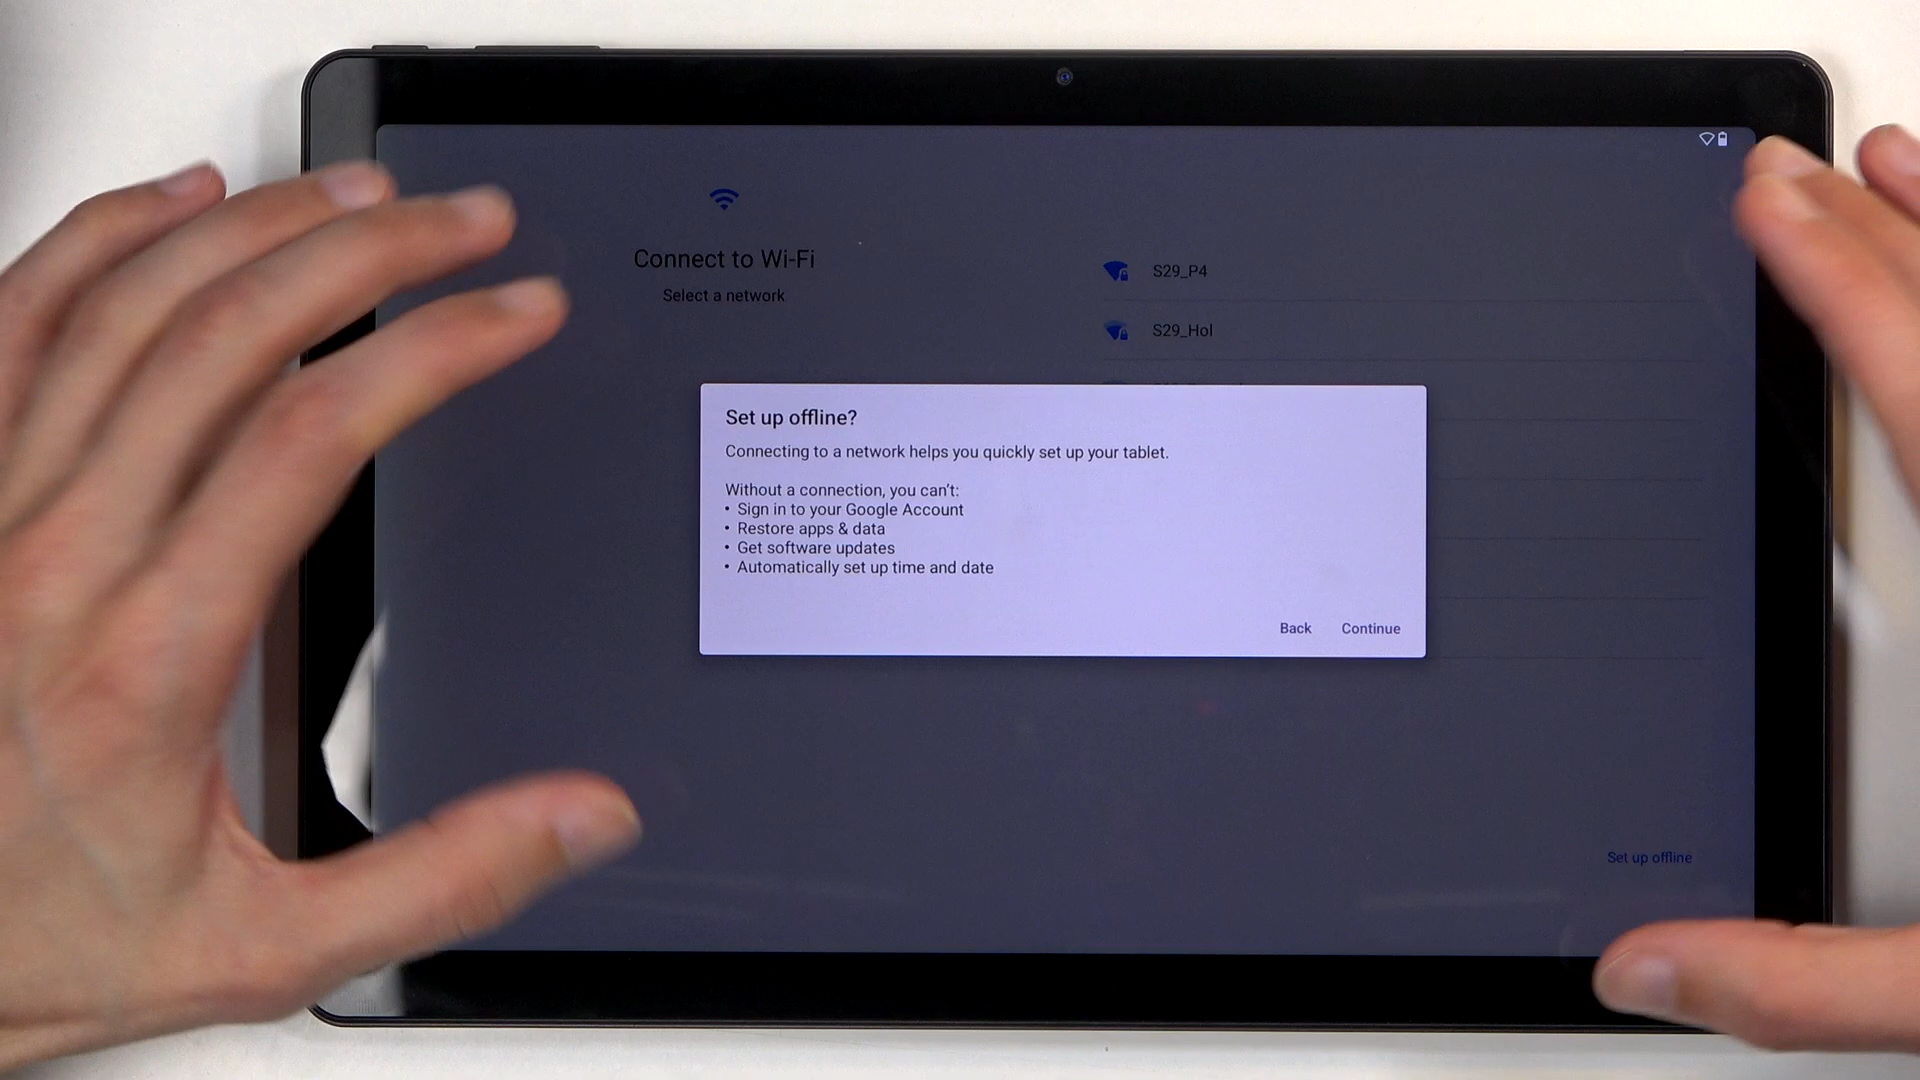 Connect to Wi-Fi
Select a network
S29_P4
S29_Hol
Set up offline?
Connecting to a network helps you quickly set up your tablet.
Without a connection, you can't:
• Sign in to your Google Account
• Restore apps & data
• Get software updates
• Automatically set up time and date
Back Continue
Set up offline